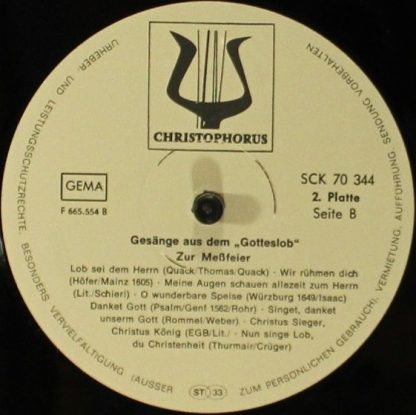 URHEBER- UND LEISTUNGSSCHUTZRECHTE, BESONDERS VERVIELFÄLTIGUNG (AUSSER ZUM PERSÖNLICHEN GEBRAUCH), VERMIETUNG, AUFFÜHRUNG, SENDUNG VORBEHALTEN
CHRISTOPHORUS
GEMA
F 665.554 B
SCK 70 344
2. Platte
Seite B
Gesänge aus dem „Gotteslob“
Zur Meßfeier
Lob sei dem Herrn (Quack/Thomas/Quack) · Wir rühmen dich
(Höfer/Mainz 1605) · Meine Augen schauen allezeit zum Herrn
(Lit./Schieri) · O wunderbare Speise (Würzburg 1649/Isaac)
Danket Gott (Psalm/Genf 1562/Rohr) · Singet, danket
unserm Gott (Rommel/Weber) · Christus Sieger,
Christus König (EGB/Lit./ · Nun singe Lob,
du Christenheit (Thurmair/Crüger)
ST 33